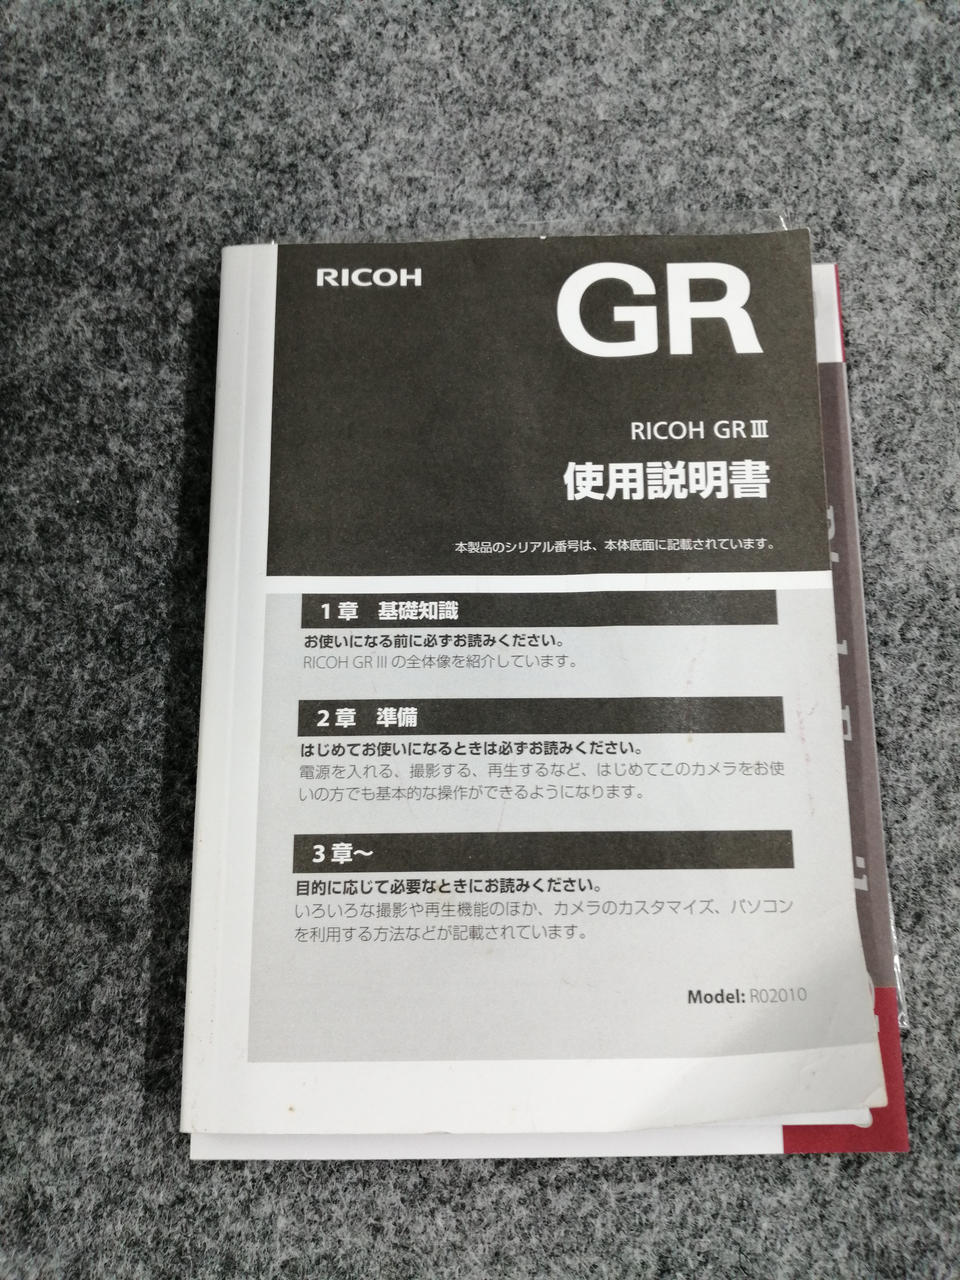 RICOH
GR
RICOH GR III
使用説明書
本製品のシリアル番号は、本体底面に記載されています。
1章 基礎知識
お使いになる前に必ずお読みください。
RICOH GR III の全体像を紹介しています。
2章 準備
はじめてお使いになるときは必ずお読みください。
電源を入れる、撮影する、再生するなど、はじめてこのカメラをお使
いの方でも基本的な操作ができるようになります。
3章～
目的に応じて必要なときにお読みください。
いろいろな撮影や再生機能のほか、カメラのカスタマイズ、パソコン
を利用する方法などが記載されています。
Model: R02010